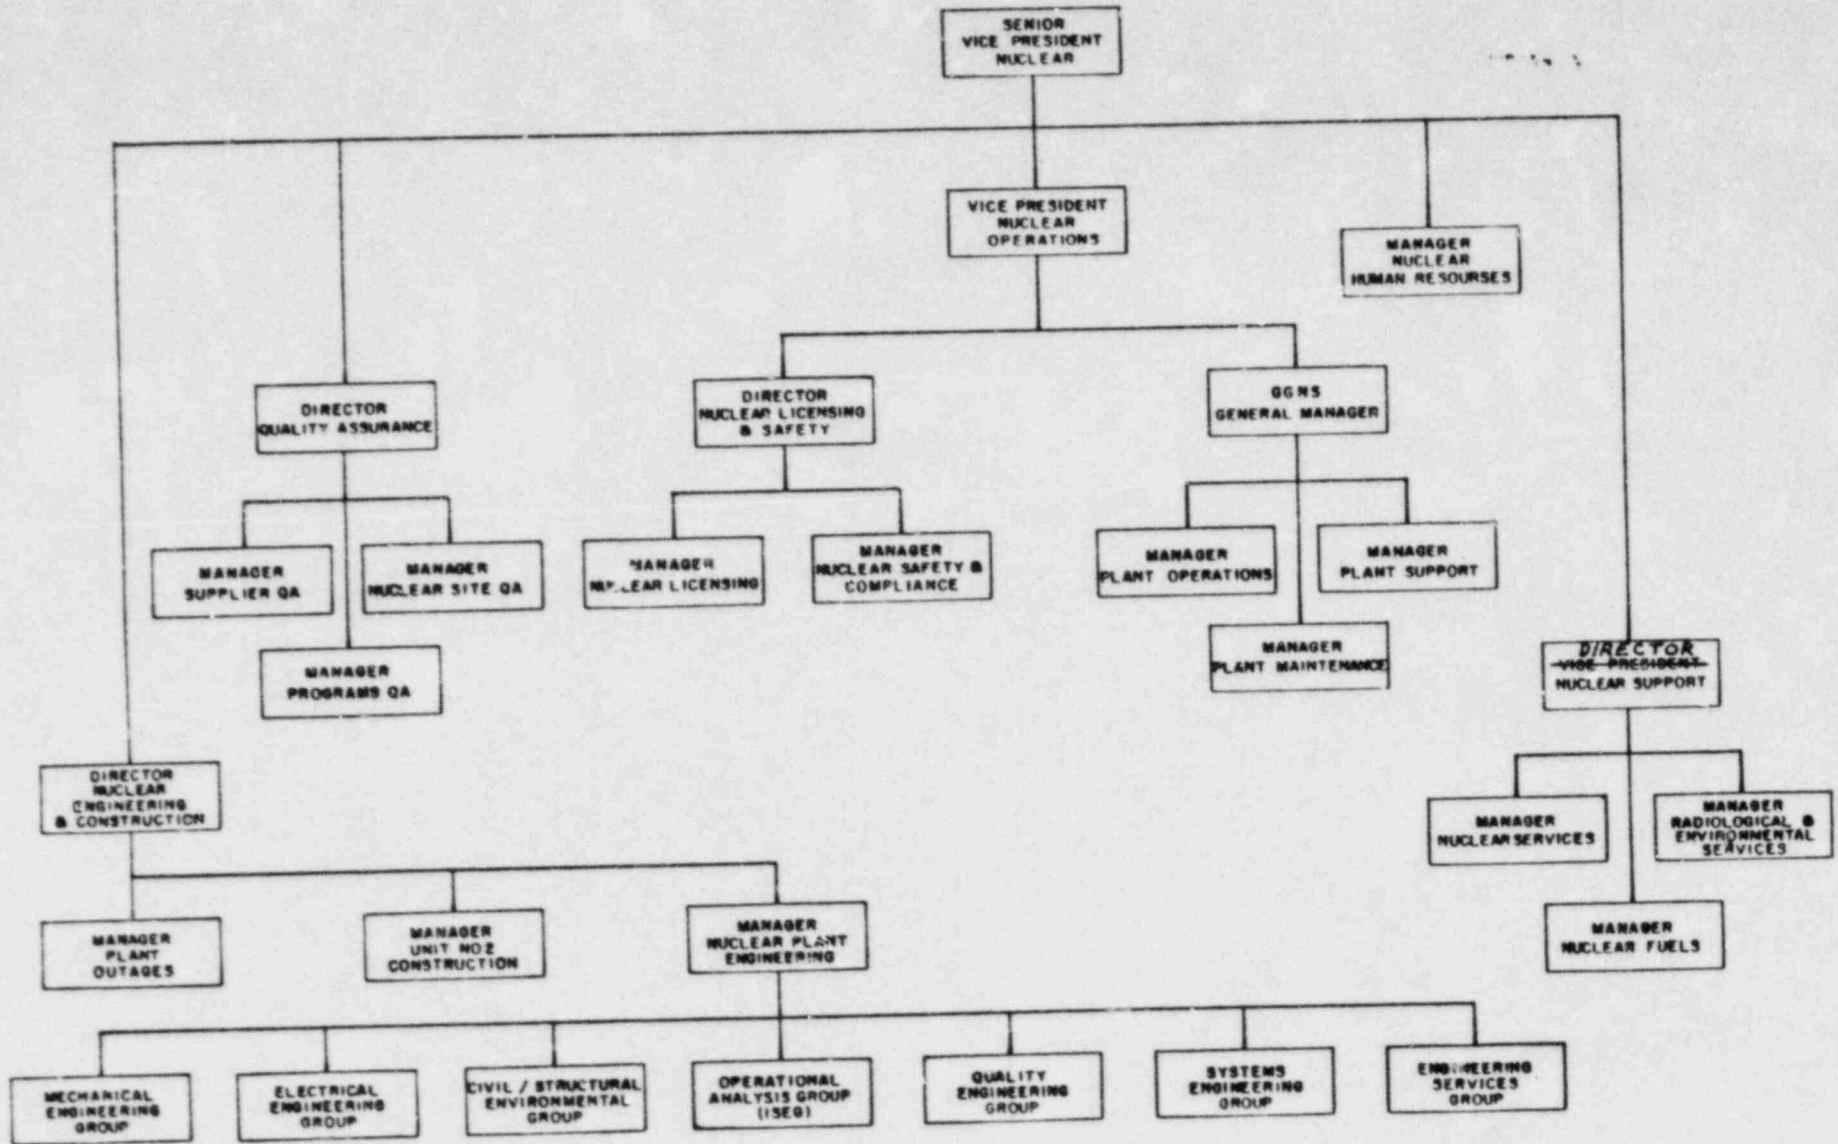 SENIOR
VICE PRESIDENT
NUCLEAR
VICE PRESIDENT
NUCLEAR
OPERATIONS
MANAGER
NUCLEAR
HUMAN RESOURSES
DIRECTOR
QUALITY ASSURANCE
DIRECTOR
NUCLEAR LICENSING
& SAFETY
GGNS
GENERAL MANAGER
MANAGER
SUPPLIER QA
MANAGER
NUCLEAR SITE QA
MANAGER
NUCLEAR LICENSING
MANAGER
NUCLEAR SAFETY &
COMPLIANCE
MANAGER
PLANT OPERATIONS
MANAGER
PLANT SUPPORT
MANAGER
PROGRAMS QA
MANAGER
PLANT MAINTENANCE
DIRECTOR
VICE PRESIDENT
NUCLEAR SUPPORT
DIRECTOR
NUCLEAR
ENGINEERING
& CONSTRUCTION
MANAGER
NUCLEAR SERVICES
MANAGER
RADIOLOGICAL &
ENVIRONMENTAL
SERVICES
MANAGER
PLANT
OUTAGES
MANAGER
UNIT NO.2
CONSTRUCTION
MANAGER
NUCLEAR PLANT
ENGINEERING
MANAGER
NUCLEAR FUELS
MECHANICAL
ENGINEERING
GROUP
ELECTRICAL
ENGINEERING
GROUP
CIVIL / STRUCTURAL
ENVIRONMENTAL
GROUP
OPERATIONAL
ANALYSIS GROUP
(ISEG)
QUALITY
ENGINEERING
GROUP
SYSTEMS
ENGINEERING
GROUP
ENGINEERING
SERVICES
GROUP